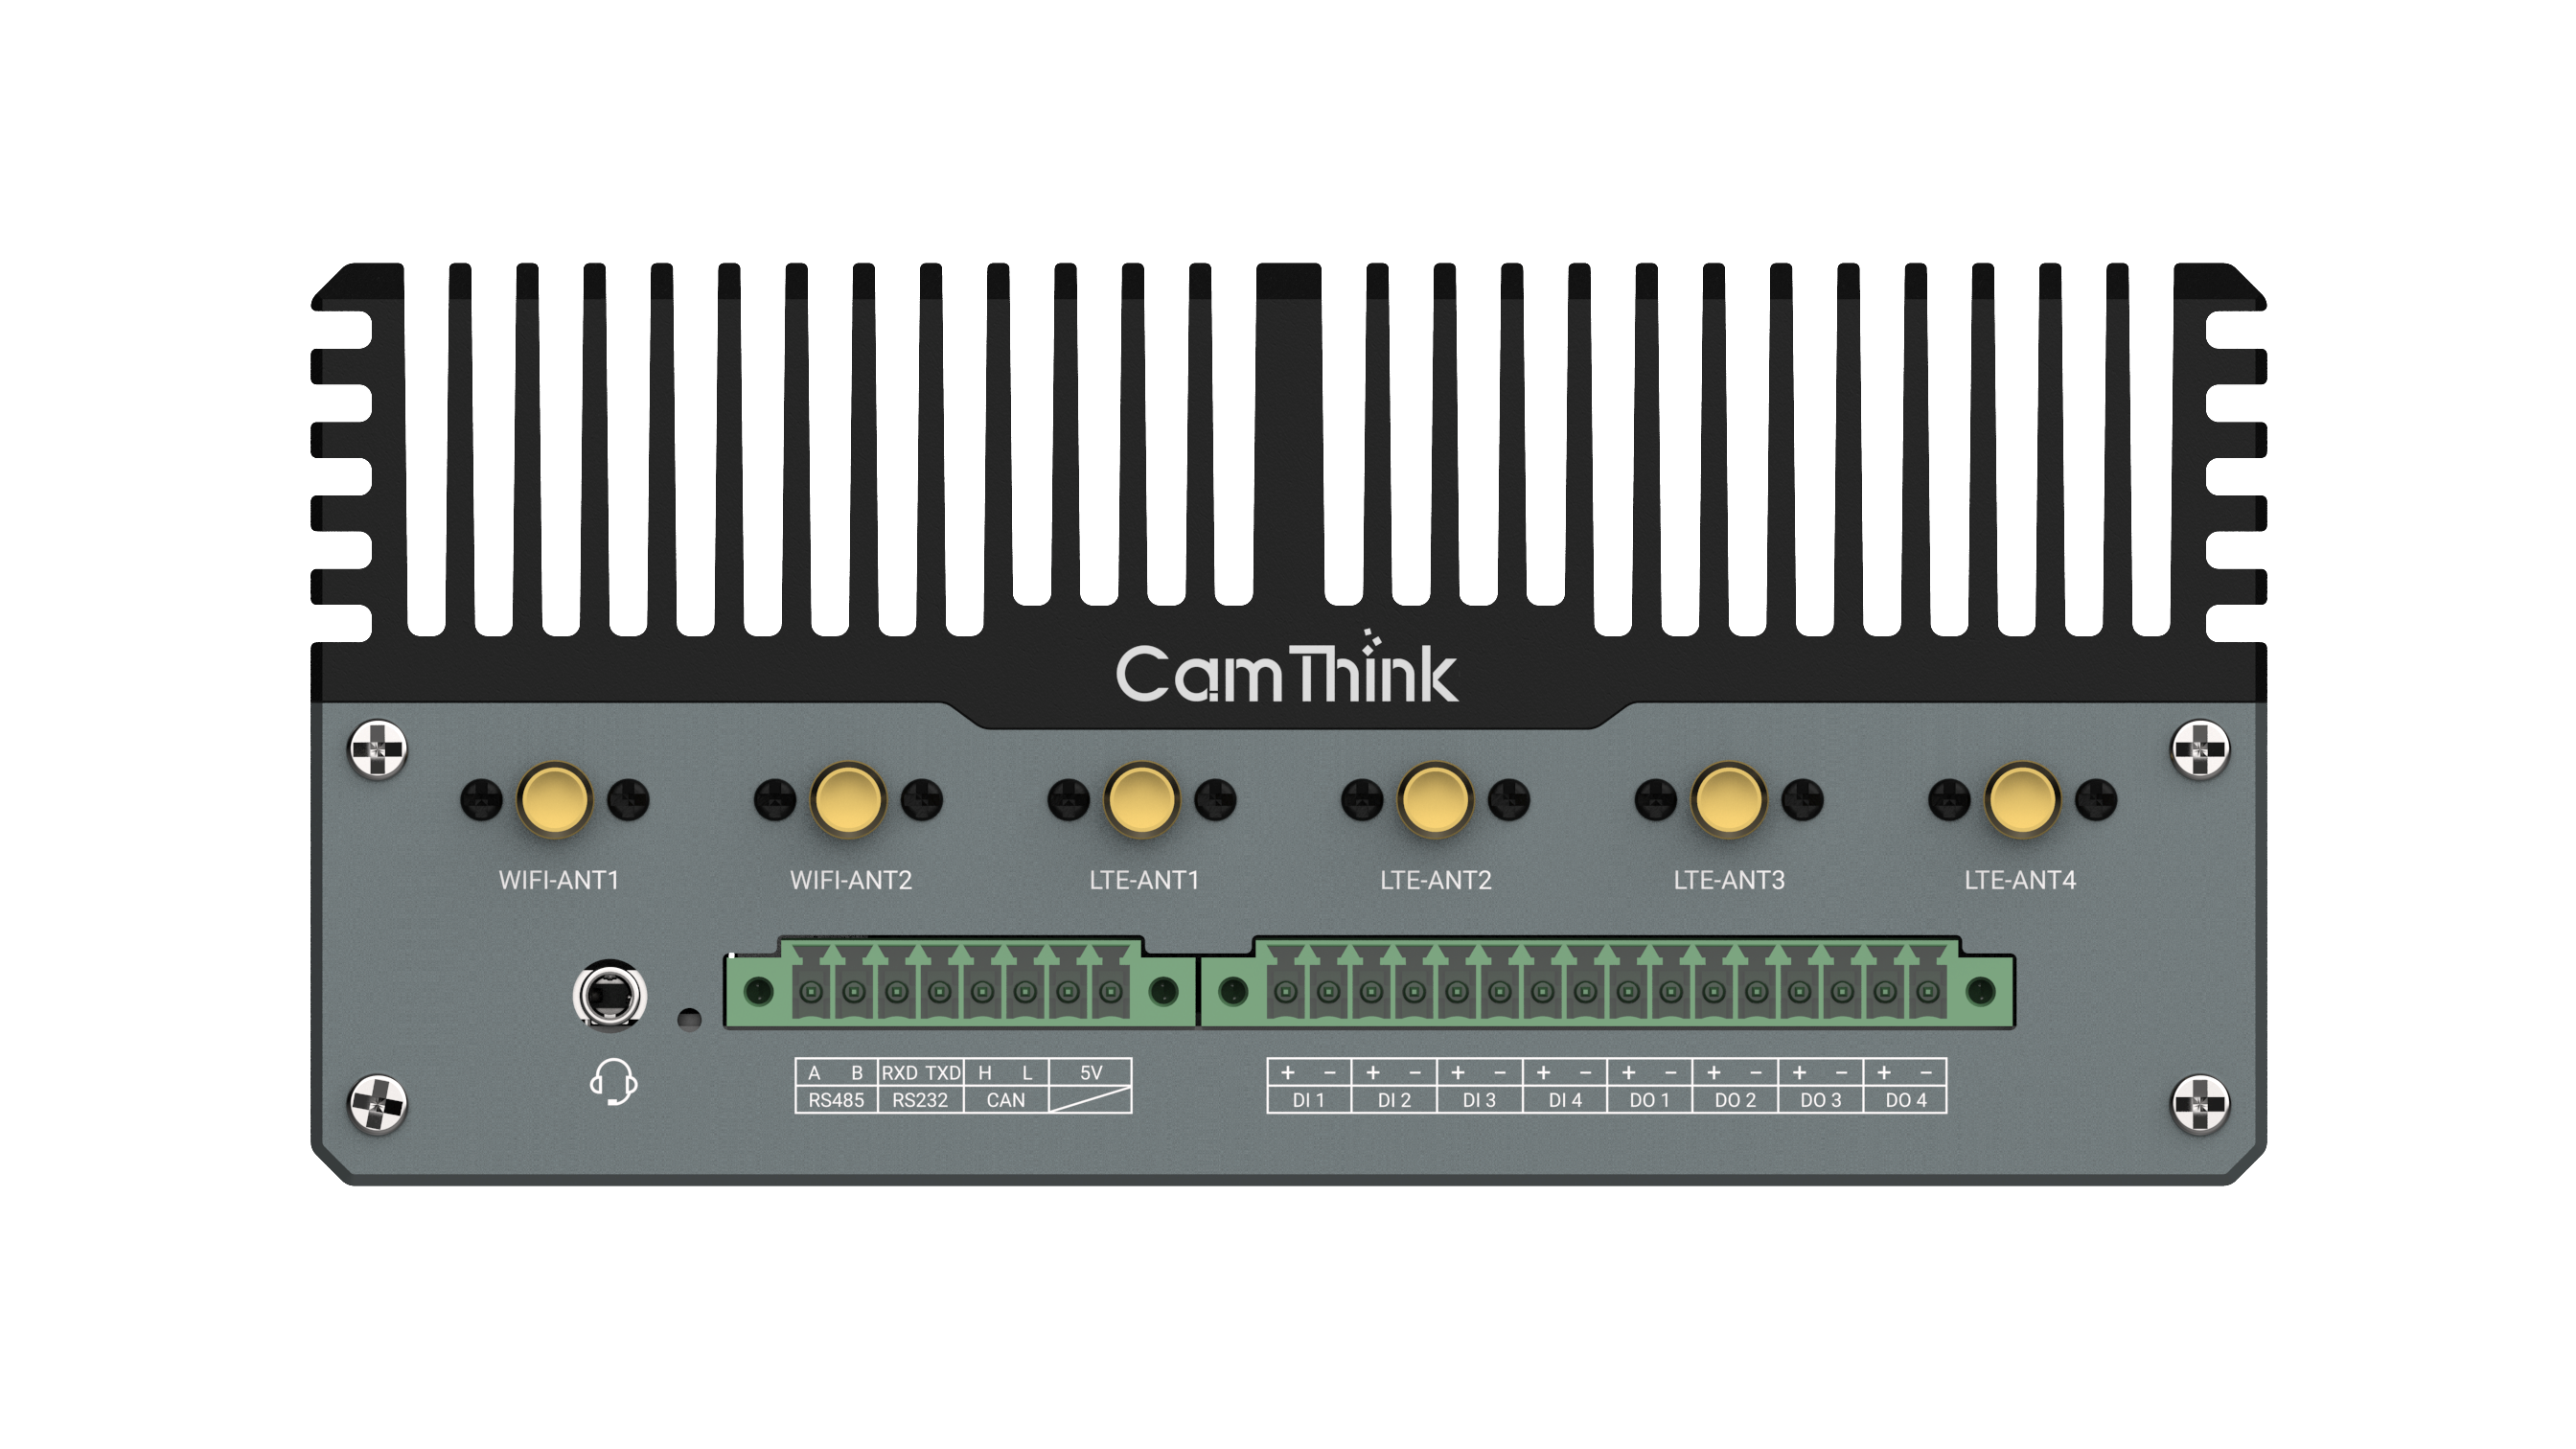 CamThink
WIFI-ANT1 WIFI-ANT2 LTE-ANT1 LTE-ANT2 LTE-ANT3 LTE-ANT4
A B RXD TXD H L 5V
RS485 RS232 CAN
+ − + − + − + − + − + − + − + −
DI 1 DI 2 DI 3 DI 4 DO 1 DO 2 DO 3 DO 4